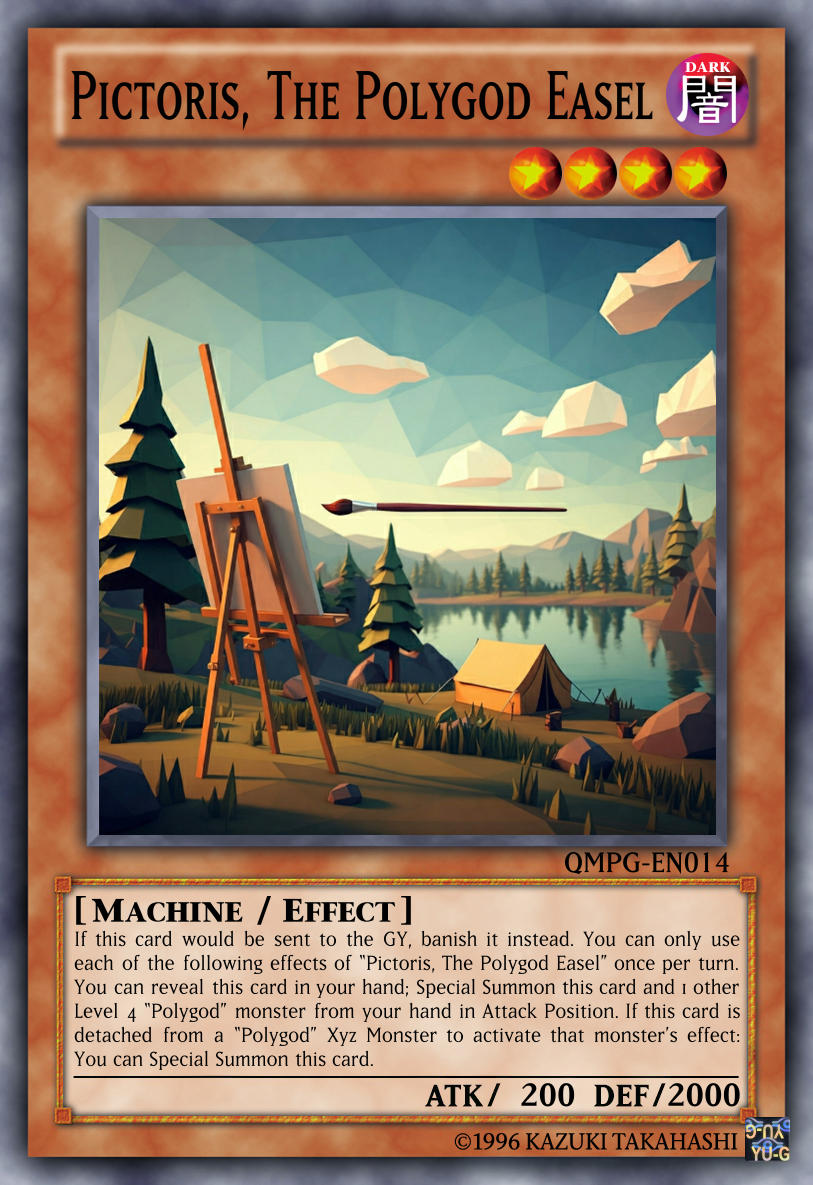 Pictoris, The Polygod Easel
DARK
闇
QMPG-EN014
[ Machine / Effect ]
If this card would be sent to the GY, banish it instead. You can only use
each of the following effects of "Pictoris, The Polygod Easel" once per turn.
You can reveal this card in your hand; Special Summon this card and 1 other
Level 4 "Polygod" monster from your hand in Attack Position. If this card is
detached from a "Polygod" Xyz Monster to activate that monster's effect:
You can Special Summon this card.
ATK/ 200 DEF/2000
©1996 KAZUKI TAKAHASHI
YU-G
YU-G